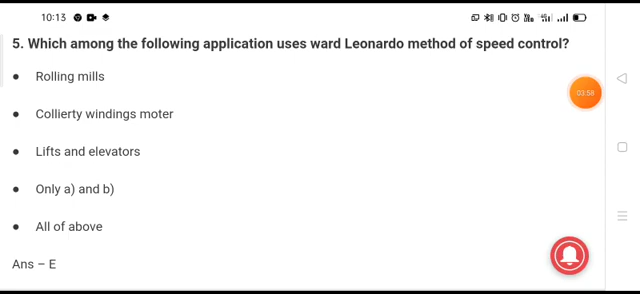 10:13
5. Which among the following application uses ward Leonardo method of speed control?
03:58
• Rolling mills
• Collierty windings moter
• Lifts and elevators
• Only a) and b)
• All of above
Ans – E